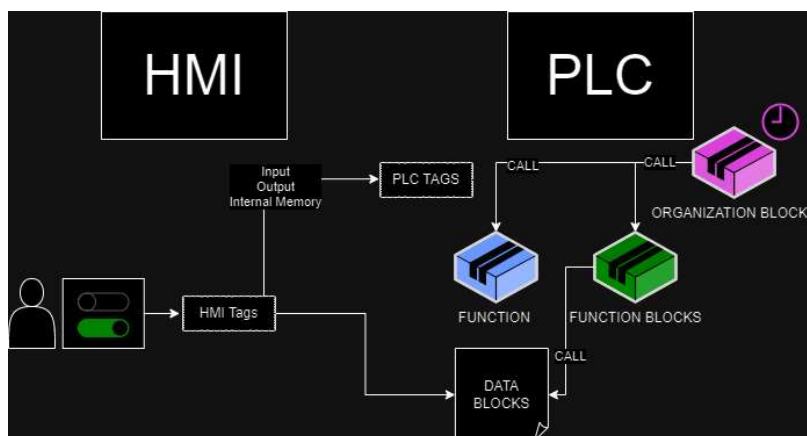 HMI
PLC
Input
Output
Internal Memory
PLC TAGS
CALL
CALL
ORGANIZATION BLOCK
HMI Tags
FUNCTION
FUNCTION BLOCKS
CALL
DATA
BLOCKS